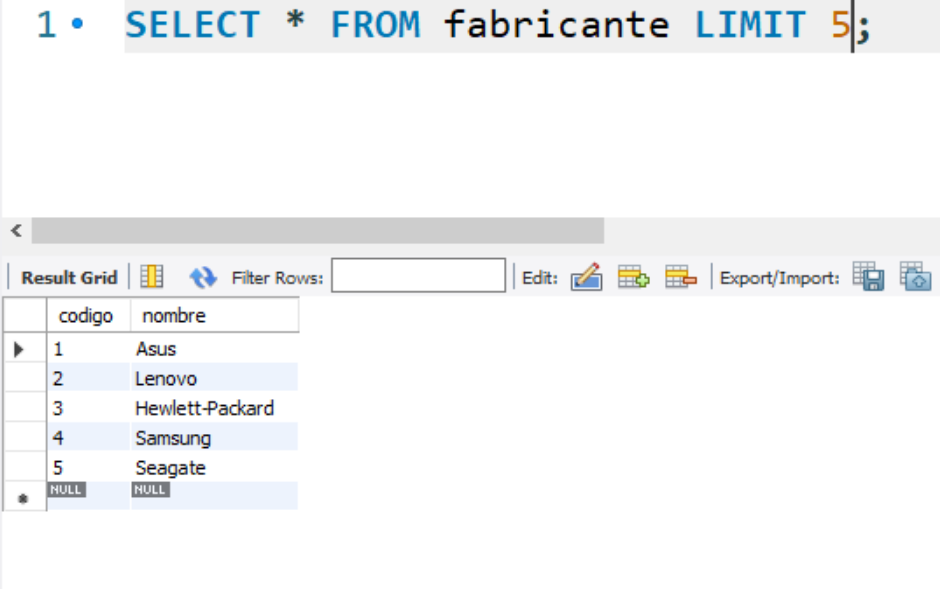 1 SELECT * FROM fabricante LIMIT 5;
Result Grid Filter Rows: Edit: Export/Import:
codigo nombre
1 Asus
2 Lenovo
3 Hewlett-Packard
4 Samsung
5 Seagate
NULL NULL